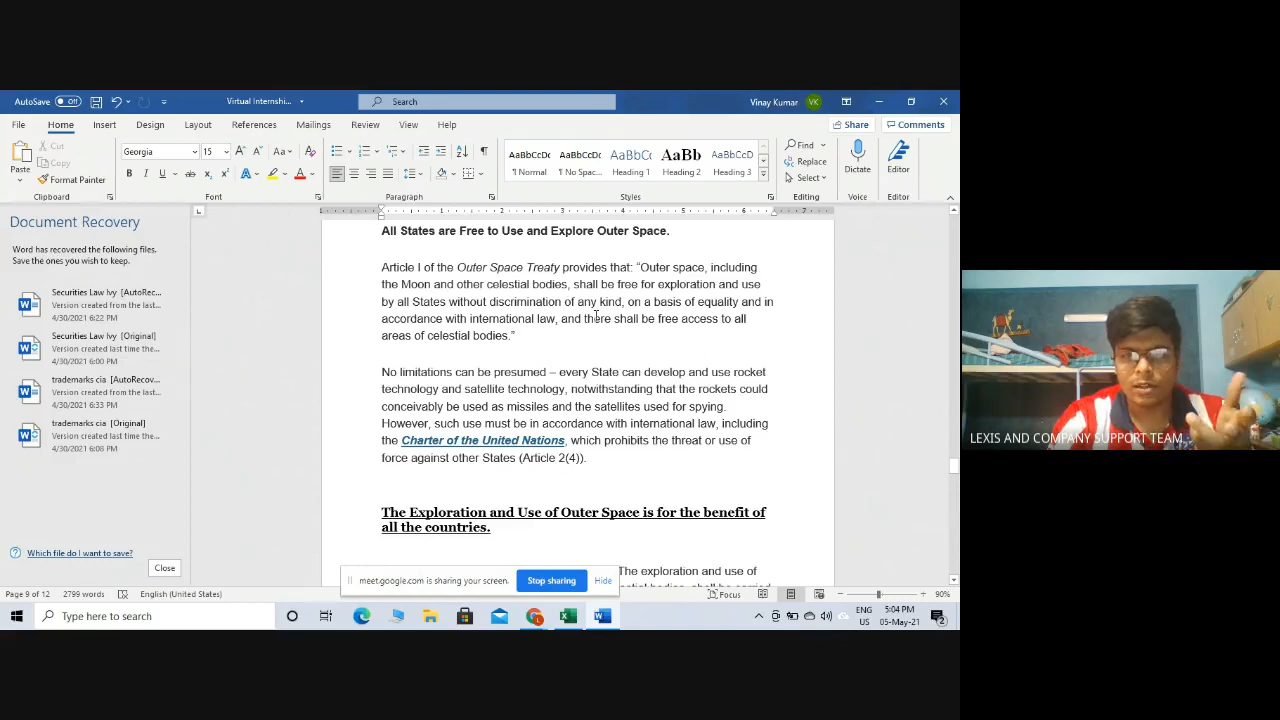 AutoSave Off Virtual Internshi... Search Vinay Kumar VK
File Home Insert Design Layout References Mailings Review View Help Share Comments
Cut
Copy
Paste
Format Painter
Clipboard
Georgia 15
Font
Paragraph
AaBbCcDc AaBbCcDc AaBbCc AaBb AaBbCcD
¶ Normal ¶ No Spac... Heading 1 Heading 2 Heading 3
Styles
Find
Replace
Select
Editing
Dictate
Voice
Editor
Editor
Document Recovery
Word has recovered the following files.
Save the ones you wish to keep.
Securities Law Ivy [AutoRec...
Version created from the last...
4/30/2021 6:22 PM
Securities Law Ivy [Original]
Version created last time the...
4/30/2021 6:00 PM
trademarks cia [AutoRecov...
Version created from the last...
4/30/2021 6:33 PM
trademarks cia [Original]
Version created last time the...
4/30/2021 6:08 PM
Which file do I want to save?
Close
All States are Free to Use and Explore Outer Space.
Article I of the Outer Space Treaty provides that: “Outer space, including
the Moon and other celestial bodies, shall be free for exploration and use
by all States without discrimination of any kind, on a basis of equality and in
accordance with international law, and there shall be free access to all
areas of celestial bodies.”
No limitations can be presumed – every State can develop and use rocket
technology and satellite technology, notwithstanding that the rockets could
conceivably be used as missiles and the satellites used for spying.
However, such use must be in accordance with international law, including
the Charter of the United Nations, which prohibits the threat or use of
force against other States (Article 2(4)).
The Exploration and Use of Outer Space is for the benefit of
all the countries.
The exploration and use of
meet.google.com is sharing your screen. Stop sharing Hide
Page 9 of 12 2799 words English (United States) Focus 90%
Type here to search
ENG
US
5:04 PM
05-May-21
2
LEXIS AND COMPANY SUPPORT TEAM